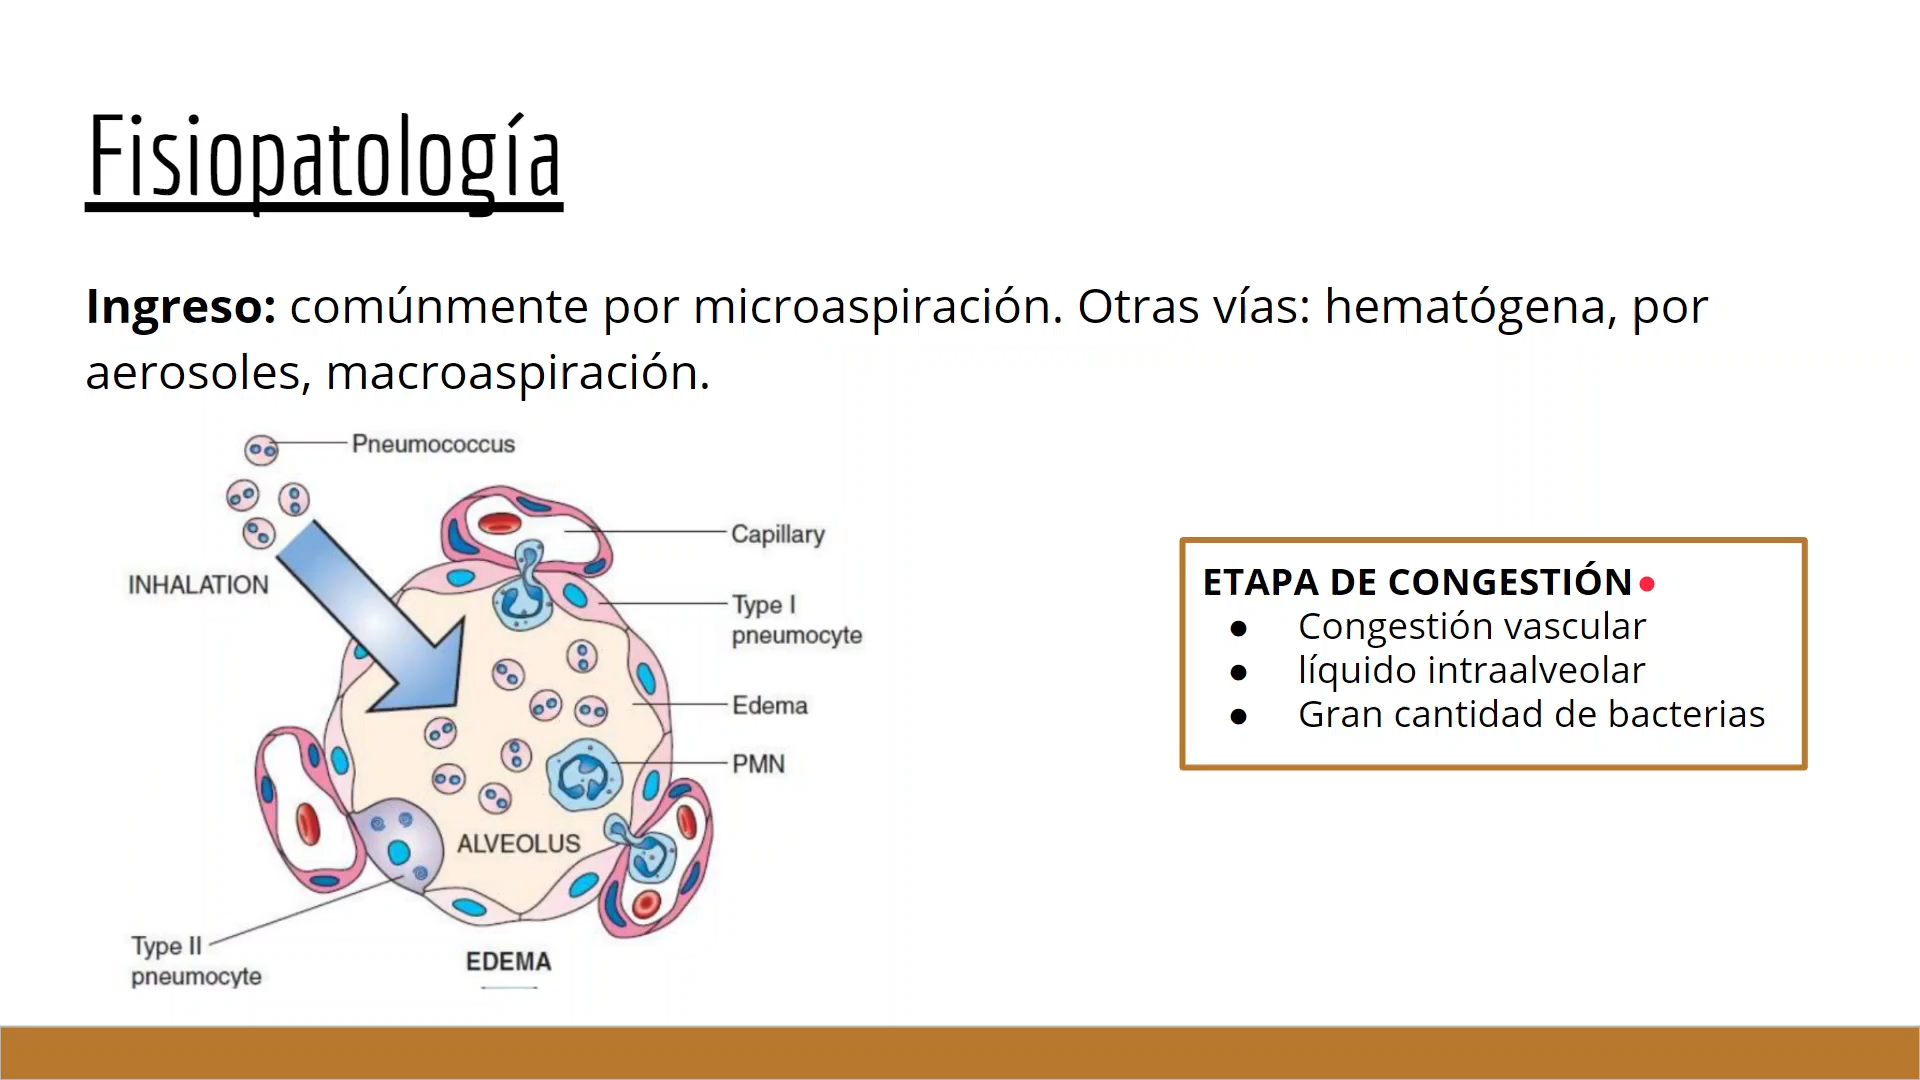 Fisiopatología
Ingreso: comúnmente por microaspiración. Otras vías: hematógena, por
aerosoles, macroaspiración.
Pneumococcus
INHALATION
Capillary
Type I
pneumocyte
Edema
PMN
ALVEOLUS
Type II
pneumocyte
EDEMA
ETAPA DE CONGESTIÓN
● Congestión vascular
● líquido intraalveolar
● Gran cantidad de bacterias